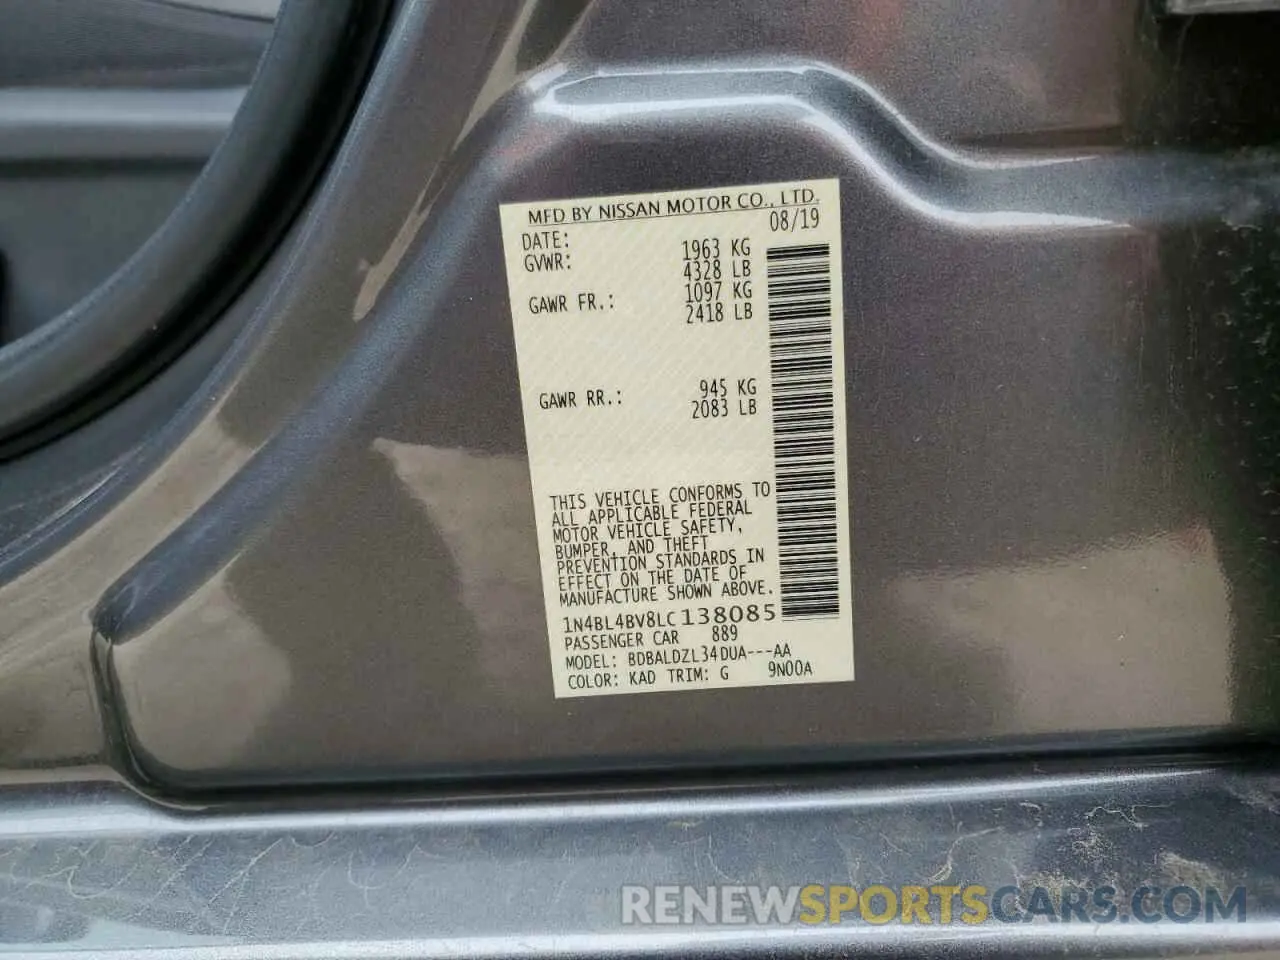 MFD BY NISSAN MOTOR CO., LTD.
DATE: 08/19
GVWR: 1963 KG
4328 LB
GAWR FR.: 1097 KG
2418 LB
GAWR RR.: 945 KG
2083 LB
THIS VEHICLE CONFORMS TO
ALL APPLICABLE FEDERAL
MOTOR VEHICLE SAFETY,
BUMPER, AND THEFT
PREVENTION STANDARDS IN
EFFECT ON THE DATE OF
MANUFACTURE SHOWN ABOVE.
1N4BL4BV8LC138085
PASSENGER CAR 889
MODEL: BDBALDZL34DUA---AA
COLOR: KAD TRIM: G 9N00A
RENEWSPORTSCARS.COM